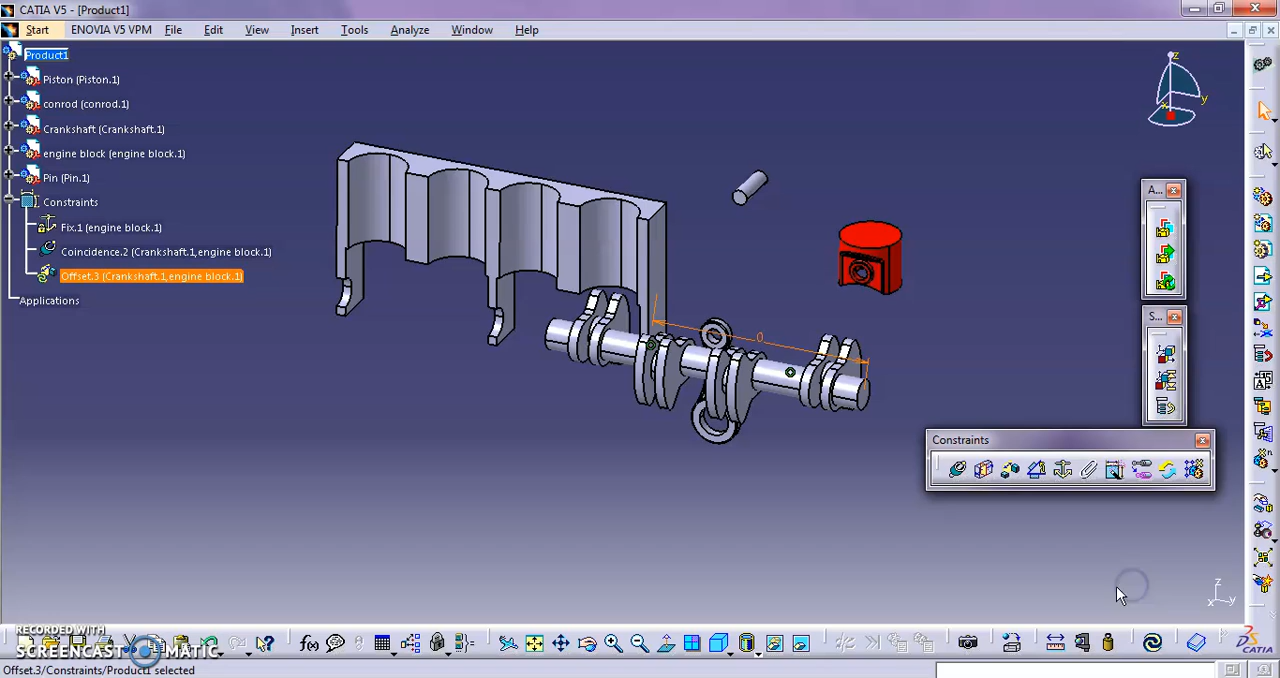 CATIA V5 - [Product1]
Start ENOVIA V5 VPM File Edit View Insert Tools Analyze Window Help
Product1
Piston (Piston.1)
conrod (conrod.1)
Crankshaft (Crankshaft.1)
engine block (engine block.1)
Pin (Pin.1)
Constraints
Fix.1 (engine block.1)
Coincidence.2 (Crankshaft.1,engine block.1)
Offset.3 (Crankshaft.1,engine block.1)
Applications
z
y
x
A...
0
S...
Constraints
z
x y
RECORDED WITH
SCREENCAST MATIC
f(x)
CATIA
Offset.3/Constraints/Product1 selected